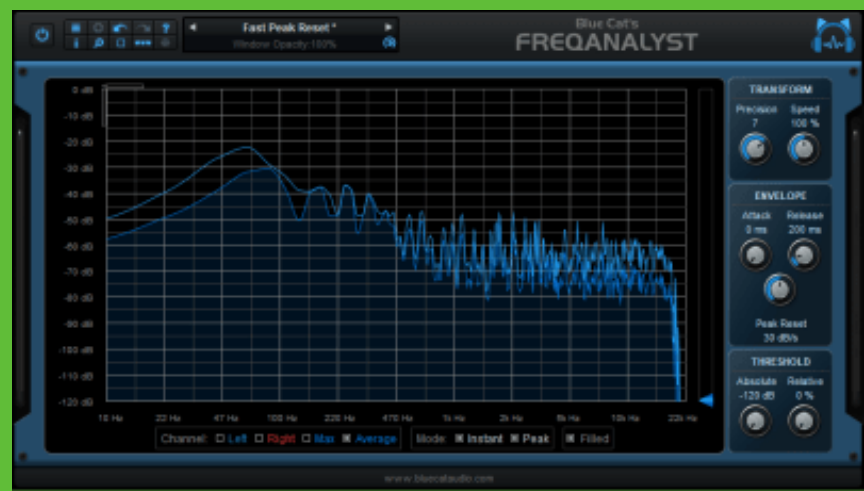 Fast Peak Reset *
Window Opacity:100%
Blue Cat's
FREQANALYST
TRANSFORM
Precision Speed
7 100 %
ENVELOPE
Attack Release
0 ms 200 ms
Peak Reset
30 dB/s
THRESHOLD
Absolute Relative
-120 dB 0 %
0 dB
-10 dB
-20 dB
-30 dB
-40 dB
-50 dB
-60 dB
-70 dB
-80 dB
-90 dB
-100 dB
-110 dB
-120 dB
10 Hz 22 Hz 47 Hz 100 Hz 220 Hz 470 Hz 1k Hz 2k Hz 10k Hz 22k Hz
Channel: Left Right Max Average Mode: Instant Peak Filled
www.bluecataudio.com